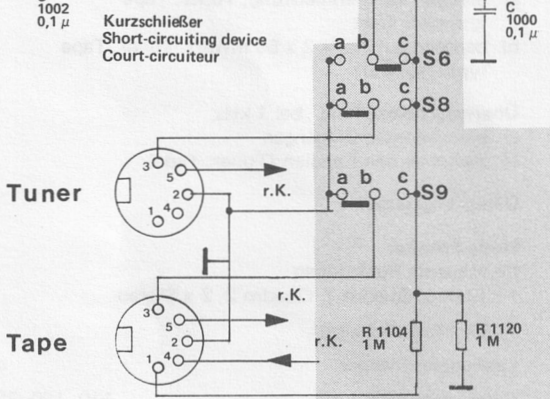 1002
0,1 µ
Kurzschließer
Short-circuiting device
Court-circuiteur
C
1000
0,1 µ
a b c S6
a b c S8
3
5
2
4
1
Tuner
r.K.
a b c S9
r.K.
3
5
2
4
1
Tape
r.K.
R 1104
1 M
R 1120
1 M